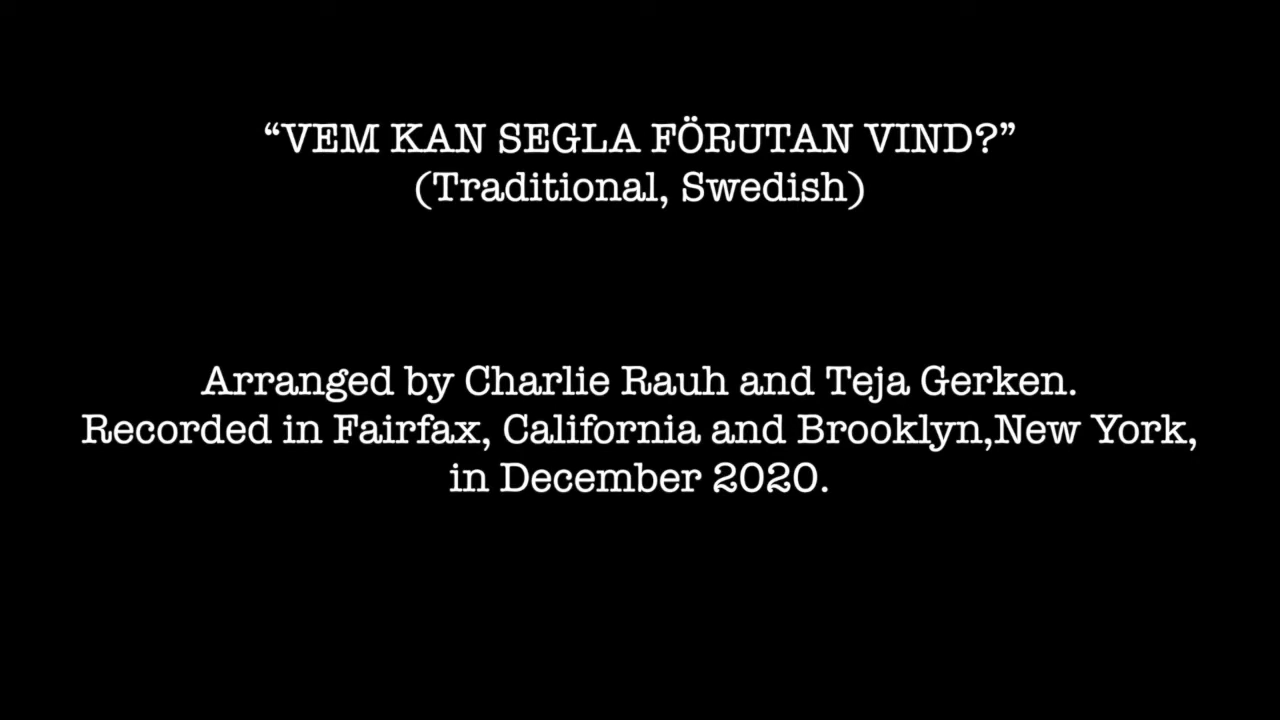 “VEM KAN SEGLA FÖRUTAN VIND?”
(Traditional, Swedish)
Arranged by Charlie Rauh and Teja Gerken.
Recorded in Fairfax, California and Brooklyn,New York,
in December 2020.